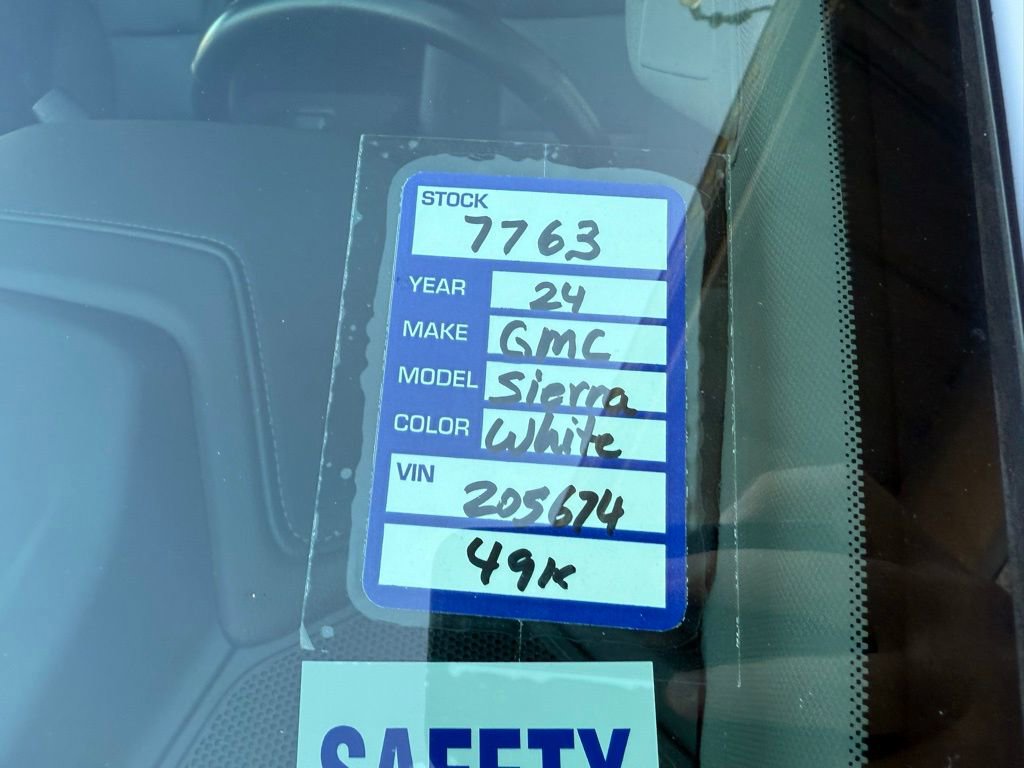 STOCK
7763
YEAR 24
MAKE GMC
MODEL Sierra
COLOR White
VIN
205674
49K
SAFETY